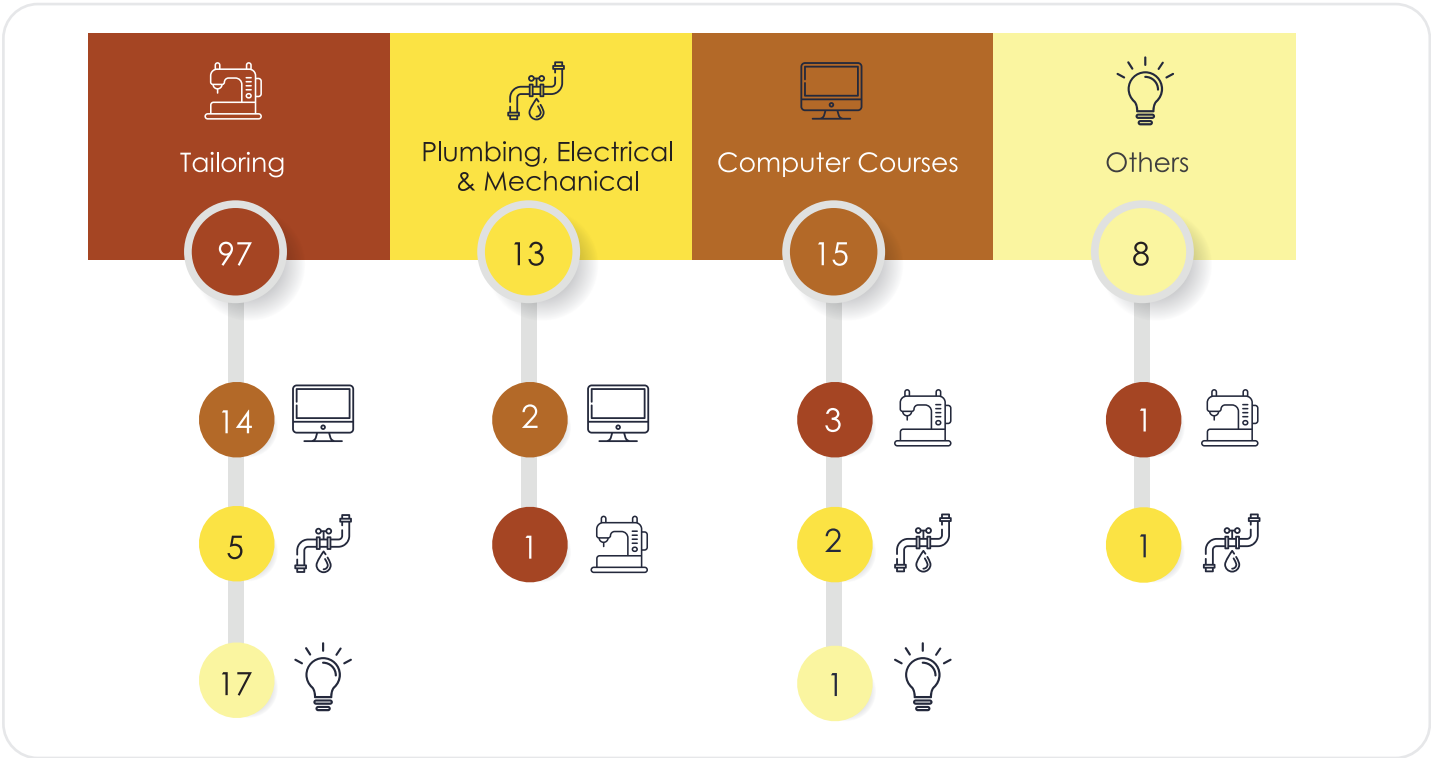 Tailoring
Plumbing, Electrical
& Mechanical
Computer Courses
Others
97
13
15
8
14
2
3
1
5
1
2
1
17
1